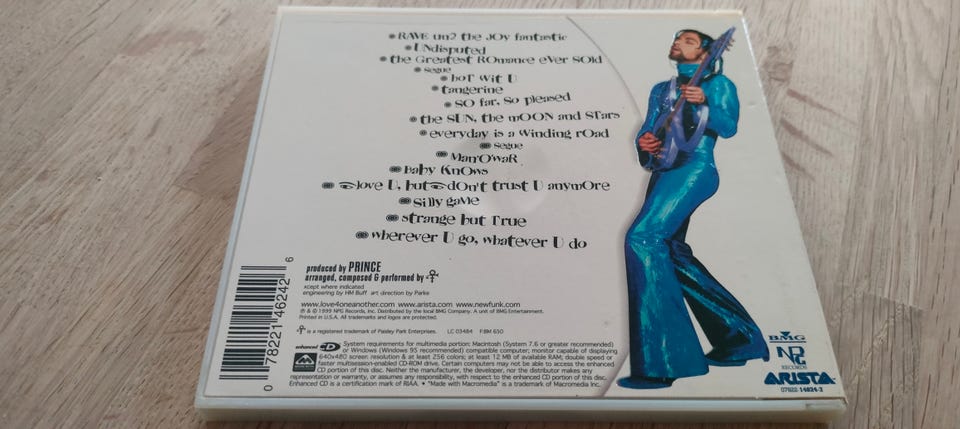 RAVE un2 the JOy fantastic
UNdisputed
the Greatest ROmance eVer SOld
segue
hoT wit U
tangerine
SO far, So pleased
the SUN, the mOON and STars
everyday is a winding rOad
segue
Man'O'waR
Baby KnOws
love U, but don't trust U anymore
Silly gaMe
strange but True
wherever U go, whatever U do
produced by PRINCE
arranged, composed & performed by
xcept where indicated
engineering by HM Buff art direction by Parke
www.love4oneanother.com www.arista.com www.newfunk.com
℗ & © 1999 NPG Records, Inc. Distributed by the local BMG Company. A unit of BMG Entertainment.
Printed in U.S.A. All trademarks and logos are protected.
is a registered trademark of Paisley Park Enterprises. LC 03484 F:BM 650
enhanced CD
System requirements for multimedia portion: Macintosh (System 7.6 or greater recommended)
or Windows (Windows 95 recommended) compatible computer; monitor capable of displaying
640x480 screen resolution & at least 256 colors; at least 12 MB of available RAM; double speed or
faster multisession-enabled CD-ROM drive. Certain computers may not be able to access the enhanced
CD portion of this disc. Neither the manufacturer, the developer, nor the distributor makes any
representation or warranty, or assumes any responsibility, with respect to the enhanced CD portion of this disc.
Enhanced CD is a certification mark of RIAA. • "Made with Macromedia" is a trademark of Macromedia Inc.
0 78221 46242 6
BMG
NPG
RECORDS
ARISTA
07822 14624-2